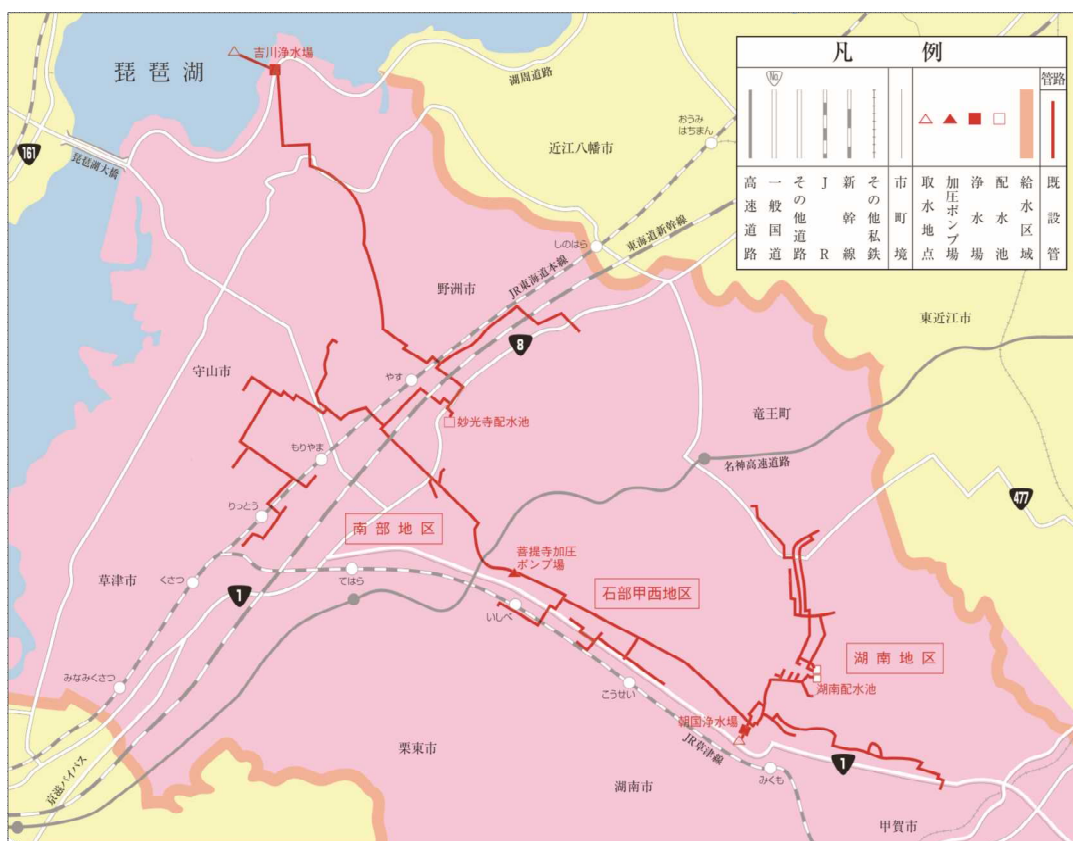 琵琶湖
吉川浄水場
湖周道路
161
琵琶湖大橋
近江八幡市
おうみ
はちまん
凡例
No.
管路
高速道路
一般国道
その他道路
JR
新幹線
その他私鉄
市町境
取水地点
加圧ポンプ場
浄水場
配水池
給水区域
既設管
しのはら
東海道新幹線
JR東海道本線
野洲市
東近江市
8
守山市
やす
妙光寺配水池
竜王町
もりやま
名神高速道路
477
りっとう
南部地区
菩提寺加圧
ポンプ場
草津市
くさつ
1
てはら
石部甲西地区
いしべ
湖南地区
みなみくさつ
こうせい
湖南配水池
朝国浄水場
JR草津線
栗東市
京滋バイパス
みくも
1
湖南市
甲賀市